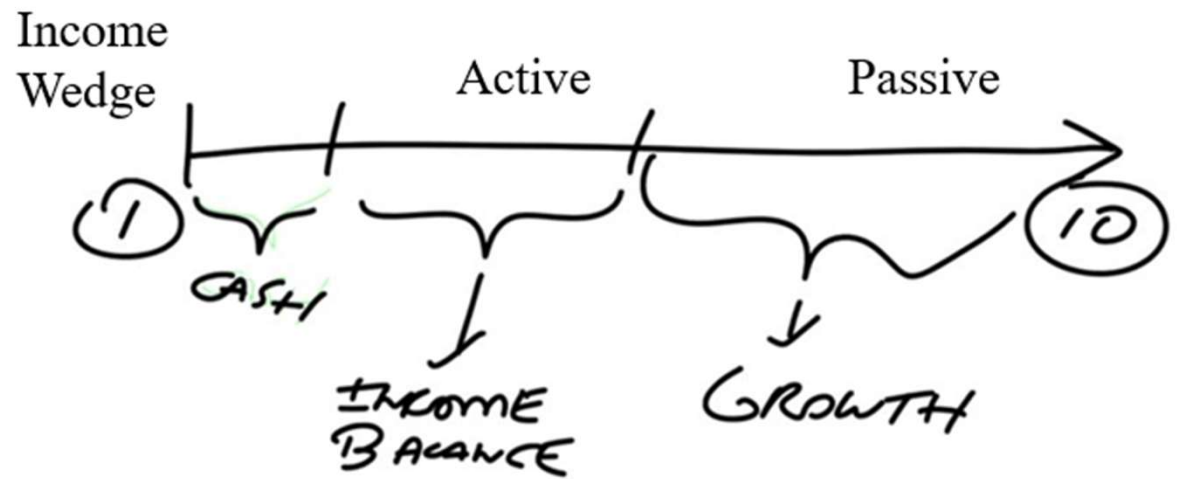 Income
Wedge
Active
Passive
1
10
CASH
INCOME
BALANCE
GROWTH